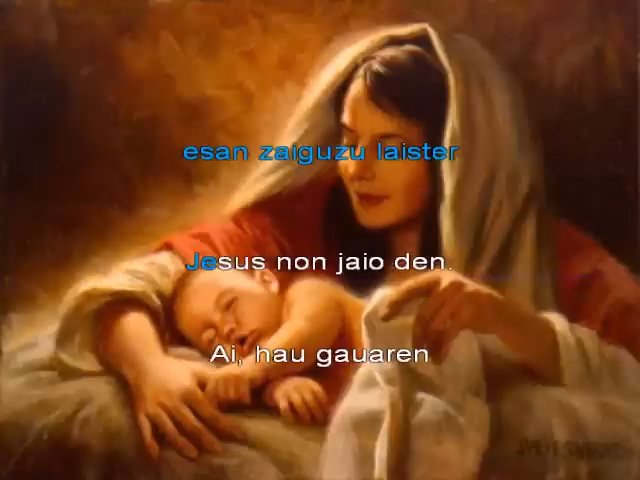 esan zaiguzu laister
Jesus non jaio den.
Ai, hau gauaren